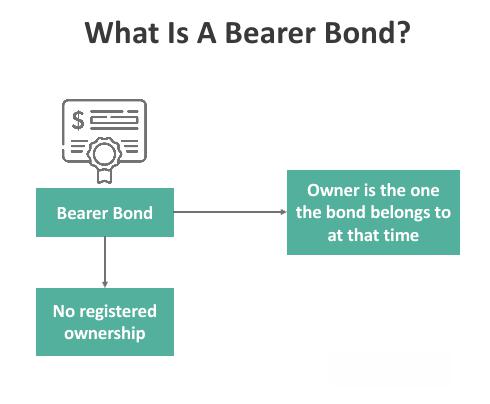 What Is A Bearer Bond?
$
Bearer Bond
Owner is the one
the bond belongs to
at that time
No registered
ownership